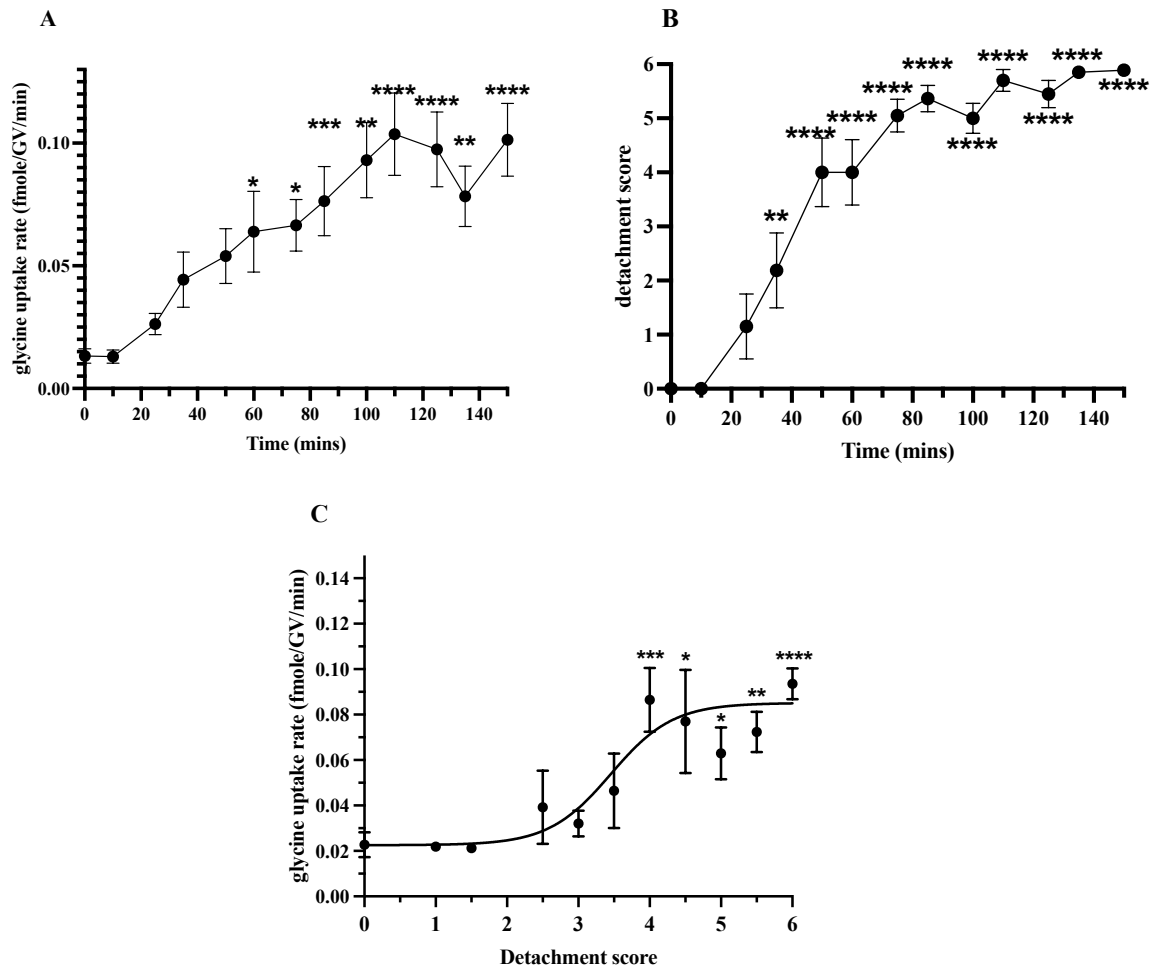 A
glycine uptake rate (fmole/GV/min)
0.10
0.05
0.00
* * *** ** **** **** ** ****
0 20 40 60 80 100 120 140
Time (mins)
B
detachment score
6
5
4
3
2
1
0
** **** **** **** **** **** **** **** **** ****
0 20 40 60 80 100 120 140
Time (mins)
C
glycine uptake rate (fmole/GV/min)
0.14
0.12
0.10
0.08
0.06
0.04
0.02
0.00
*** * * ** ****
0 1 2 3 4 5 6
Detachment score